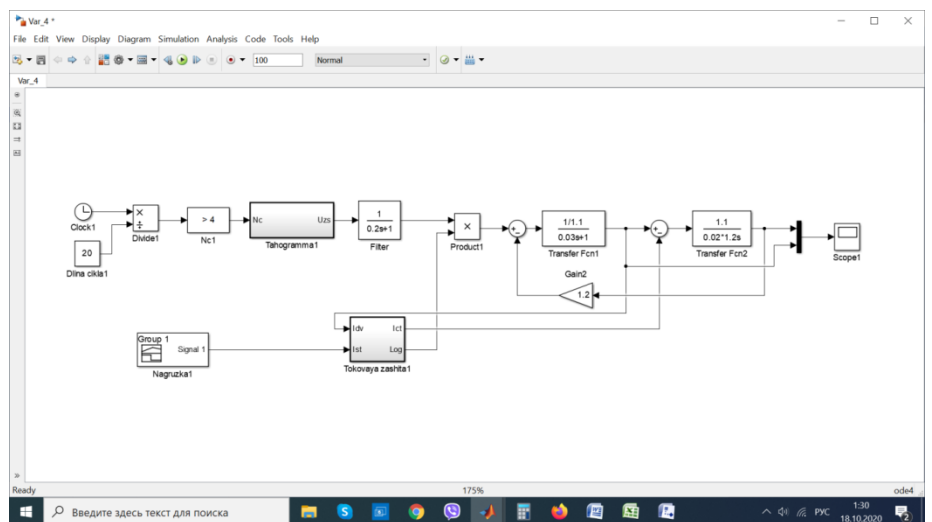 Var_4 *
File Edit View Display Diagram Simulation Analysis Code Tools Help
100 Normal
Var_4
Clock1
20
Dlina cikla1
×
÷
Divide1
> 4
Nc1
Nc Uzs
Tahogramma1
1
0.2s+1
Filter
×
Product1
1/1.1
0.03s+1
Transfer Fcn1
1.1
0.02*1.2s
Transfer Fcn2
Scope1
Gain2
1.2
Group 1
Signal 1
Nagruzka1
Idv Ict
Ist Log
Tokovaya zashita1
Ready 175% ode4
Введите здесь текст для поиска
РУС
1:30
18.10.2020
2